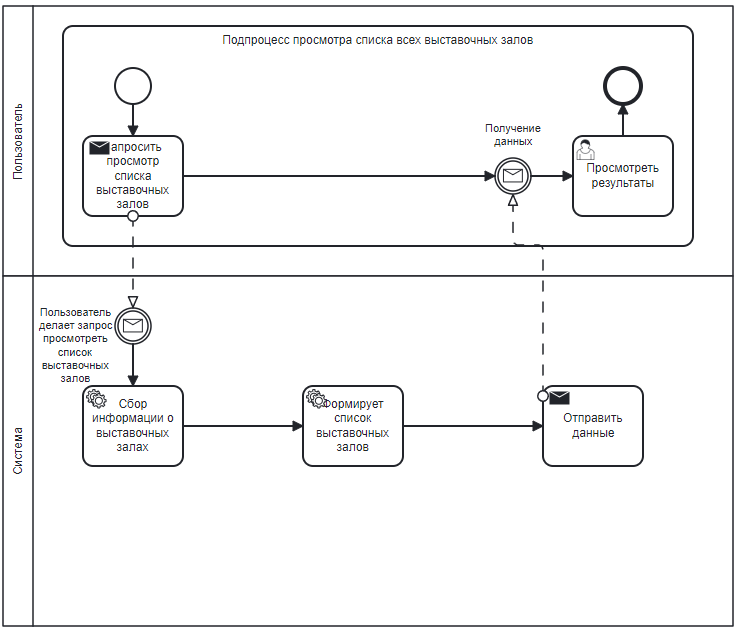 Пользователь
Подпроцесс просмотра списка всех выставочных залов
апросить
просмотр
списка
выставочных
залов
Получение
данных
Просмотреть
результаты
Система
Пользователь
делает запрос
просмотреть
список
выставочных
залов
Сбор
информации о
выставочных
залах
Формирует
список
выставочных
залов
Отправить
данные